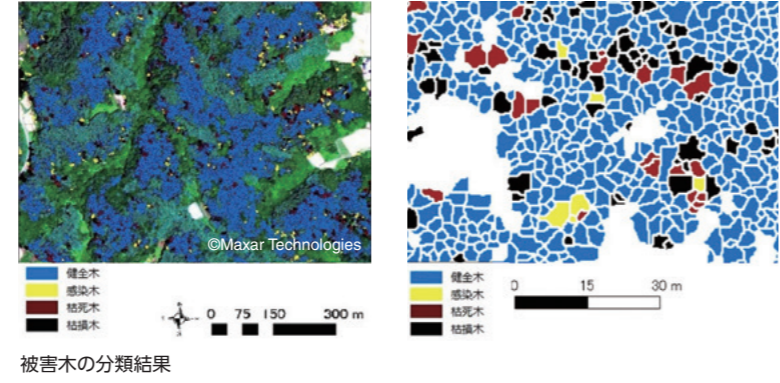 ©Maxar Technologies
健全木
感染木
枯死木
枯損木
0 75 150 300 m
健全木
感染木
枯死木
枯損木
0 15 30 m
被害木の分類結果